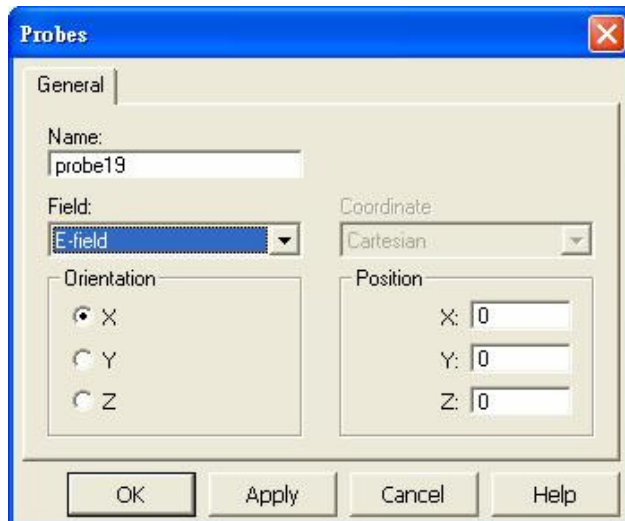 Probes
General
Name:
probe19
Field:
Coordinate
E-field
Cartesian
Orientation
Position
X
X: 0
Y
Y: 0
Z
Z: 0
OK
Apply
Cancel
Help